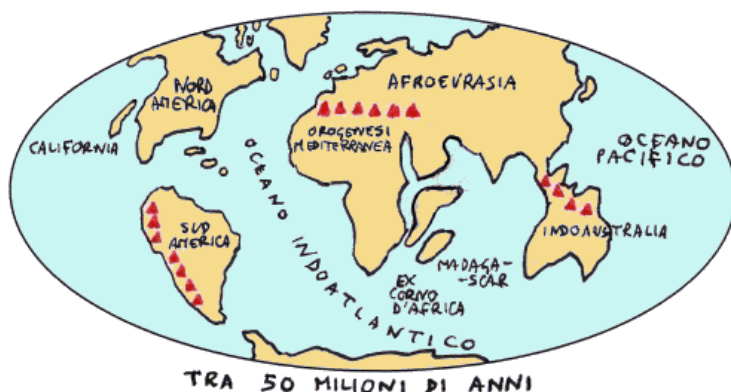 NORD
AMERICA
AFROEURASIA
OROGENESI
MEDITERRANEA
CALIFORNIA
OCEANO
PACIFICO
OCEANO INDOATLANTICO
SUD
AMERICA
INDOAUSTRALIA
MADAGA-
-SCAR
EX
CORNO
D'AFRICA
TRA 50 MILIONI DI ANNI